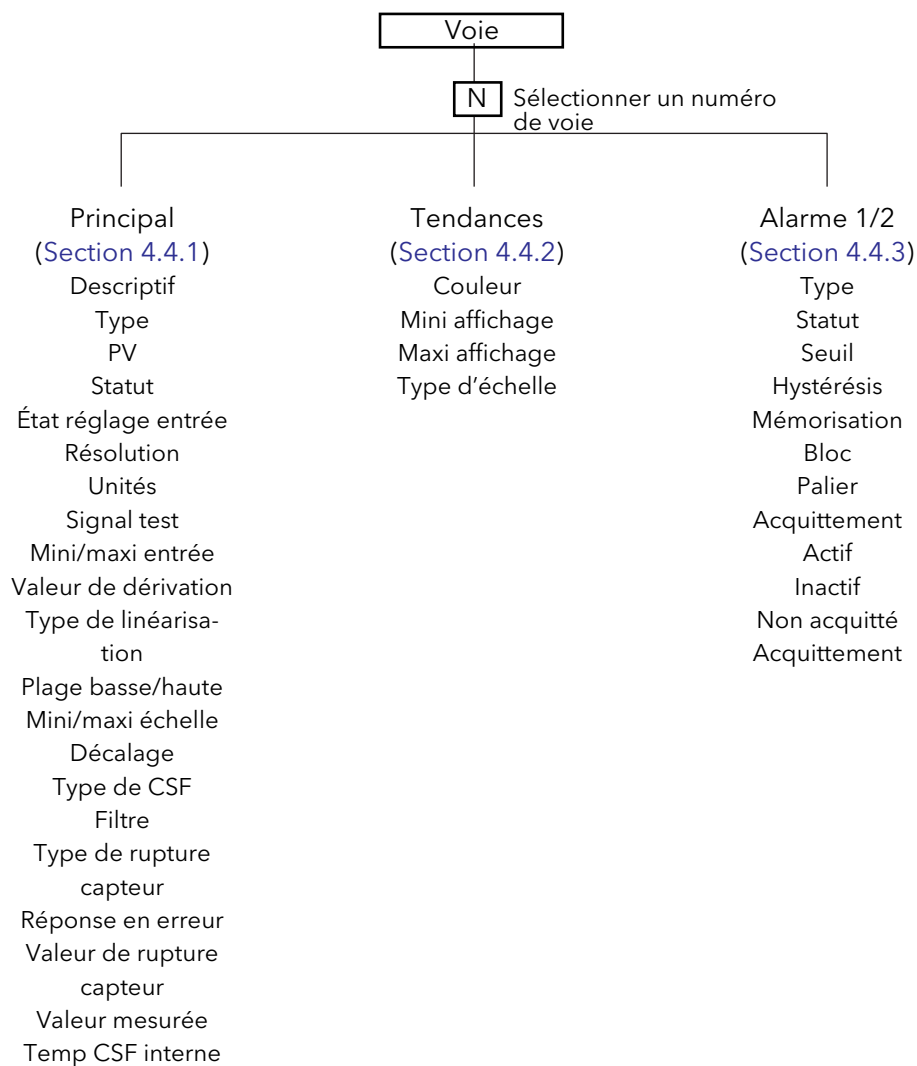 Voie
N
Sélectionner un numéro
de voie
Principal
(Section 4.4.1)
Descriptif
Type
PV
Statut
État réglage entrée
Résolution
Unités
Signal test
Mini/maxi entrée
Valeur de dérivation
Type de linéarisa-
tion
Plage basse/haute
Mini/maxi échelle
Décalage
Type de CSF
Filtre
Type de rupture
capteur
Réponse en erreur
Valeur de rupture
capteur
Valeur mesurée
Temp CSF interne
Tendances
(Section 4.4.2)
Couleur
Mini affichage
Maxi affichage
Type d’échelle
Alarme 1/2
(Section 4.4.3)
Type
Statut
Seuil
Hystérésis
Mémorisation
Bloc
Palier
Acquittement
Actif
Inactif
Non acquitté
Acquittement